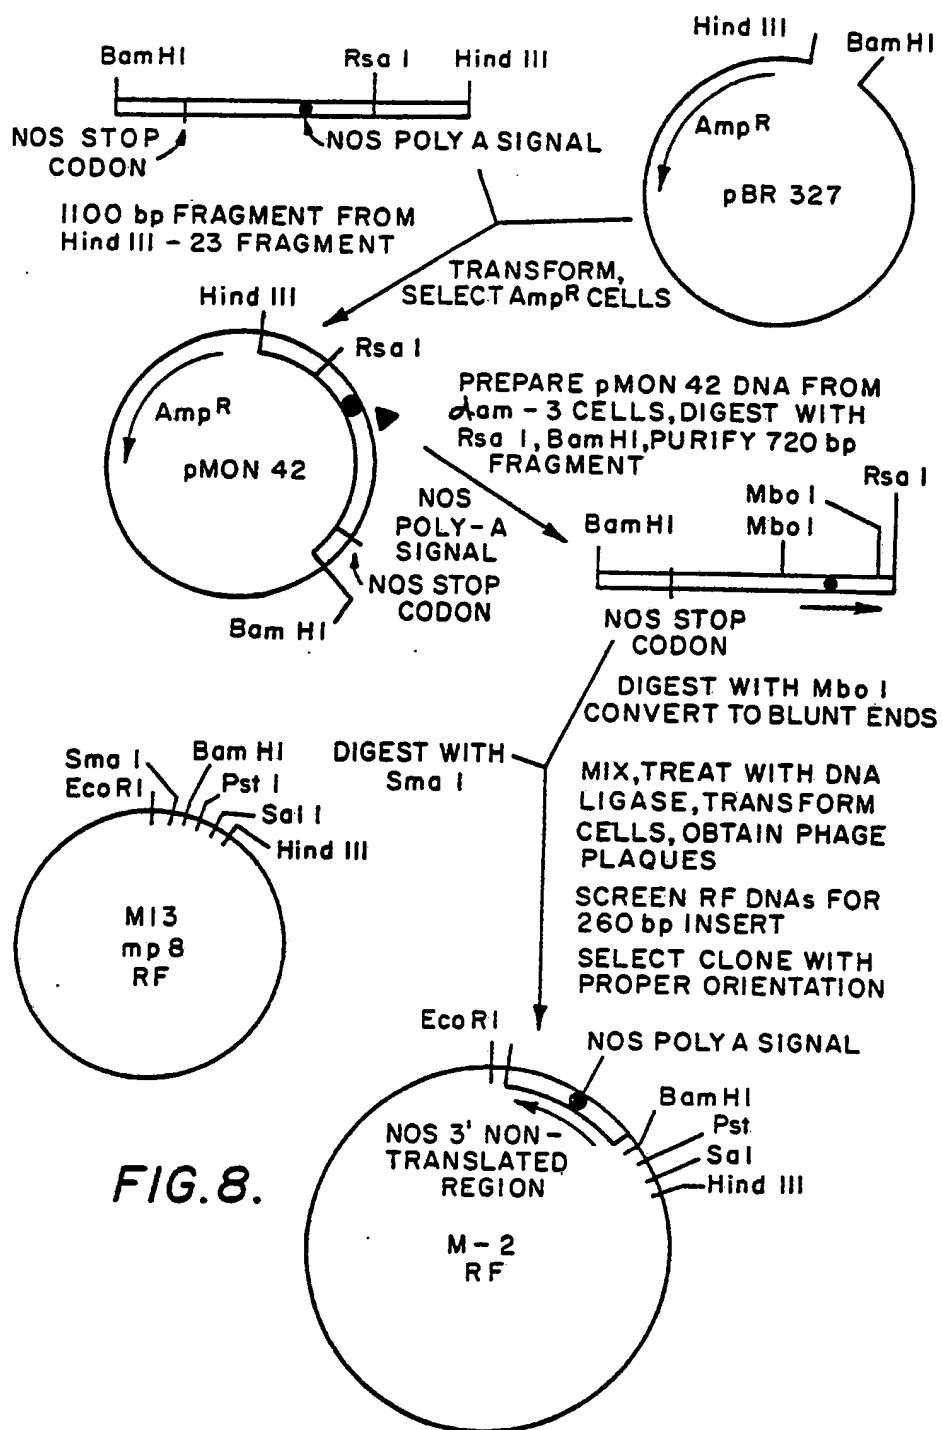 BamHI
Rsa I
Hind III
NOS STOP
CODON
NOS POLY A SIGNAL
1100 bp FRAGMENT FROM
Hind III - 23 FRAGMENT
Hind III
BamHI
AmpR
pBR 327
TRANSFORM,
SELECT AmpR CELLS
Hind III
Rsa I
AmpR
pMON 42
NOS
POLY-A
SIGNAL
NOS STOP
CODON
Bam HI
PREPARE pMON 42 DNA FROM
dam - 3 CELLS, DIGEST WITH
Rsa I, BamHI, PURIFY 720 bp
FRAGMENT
BamHI
Mbo I
Mbo I
Rsa I
NOS STOP
CODON
DIGEST WITH Mbo I
CONVERT TO BLUNT ENDS
DIGEST WITH
Sma I
MIX, TREAT WITH DNA
LIGASE, TRANSFORM
CELLS, OBTAIN PHAGE
PLAQUES
SCREEN RF DNAs FOR
260 bp INSERT
SELECT CLONE WITH
PROPER ORIENTATION
Sma I
EcoRI
Bam HI
Pst I
Sal I
Hind III
M13
mp 8
RF
EcoRI
NOS POLY A SIGNAL
BamHI
Pst
Sal
Hind III
NOS 3' NON-
TRANSLATED
REGION
M - 2
RF
FIG. 8.